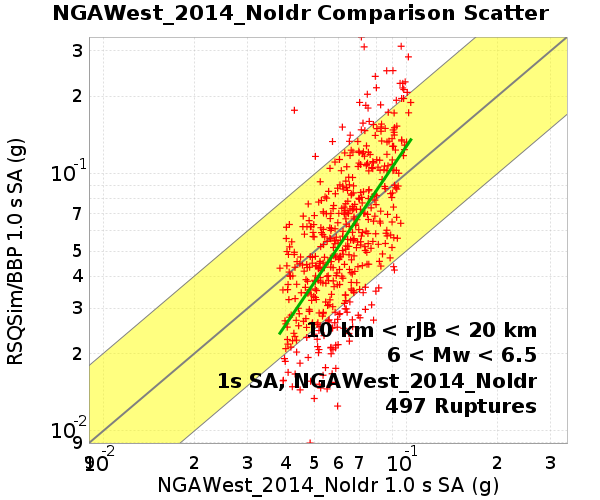 NGAWest_2014_NoIdr Comparison Scatter
RSQSim/BBP 1.0 s SA (g)
3
2
10^-1
7
5
4
3
2
10^-2
9
10 km < rJB < 20 km
6 < Mw < 6.5
1s SA, NGAWest_2014_NoIdr
497 Ruptures
9 10^-2 2 3 4 5 6 7 10^-1 2 3
NGAWest_2014_NoIdr 1.0 s SA (g)